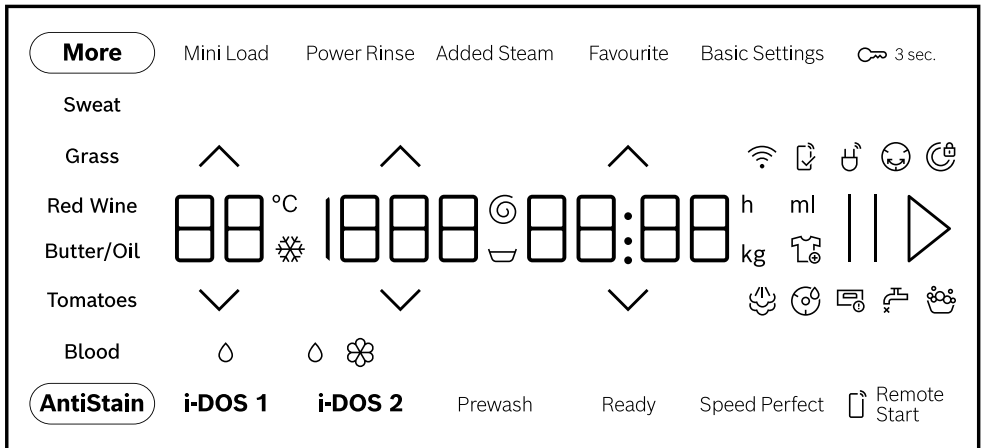 More Mini Load Power Rinse Added Steam Favourite Basic Settings 3 sec.
Sweat
Grass
Red Wine °C h ml
Butter/Oil kg
Tomatoes
Blood
AntiStain i-DOS 1 i-DOS 2 Prewash Ready Speed Perfect Remote
Start